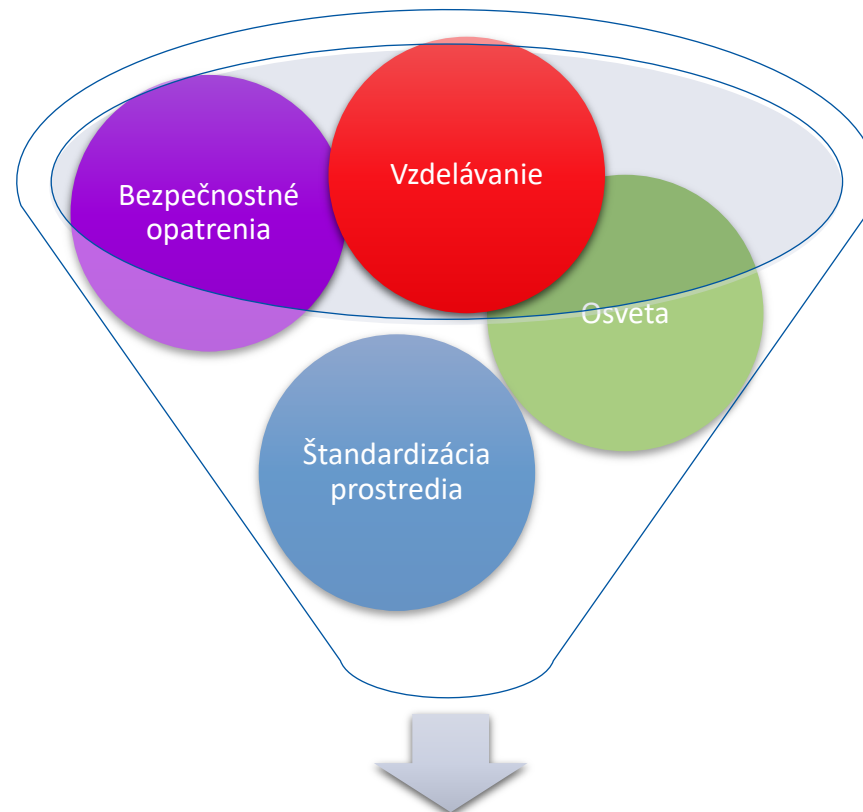 Bezpečnostné
opatrenia
Vzdelávanie
Osveta
Štandardizácia
prostredia